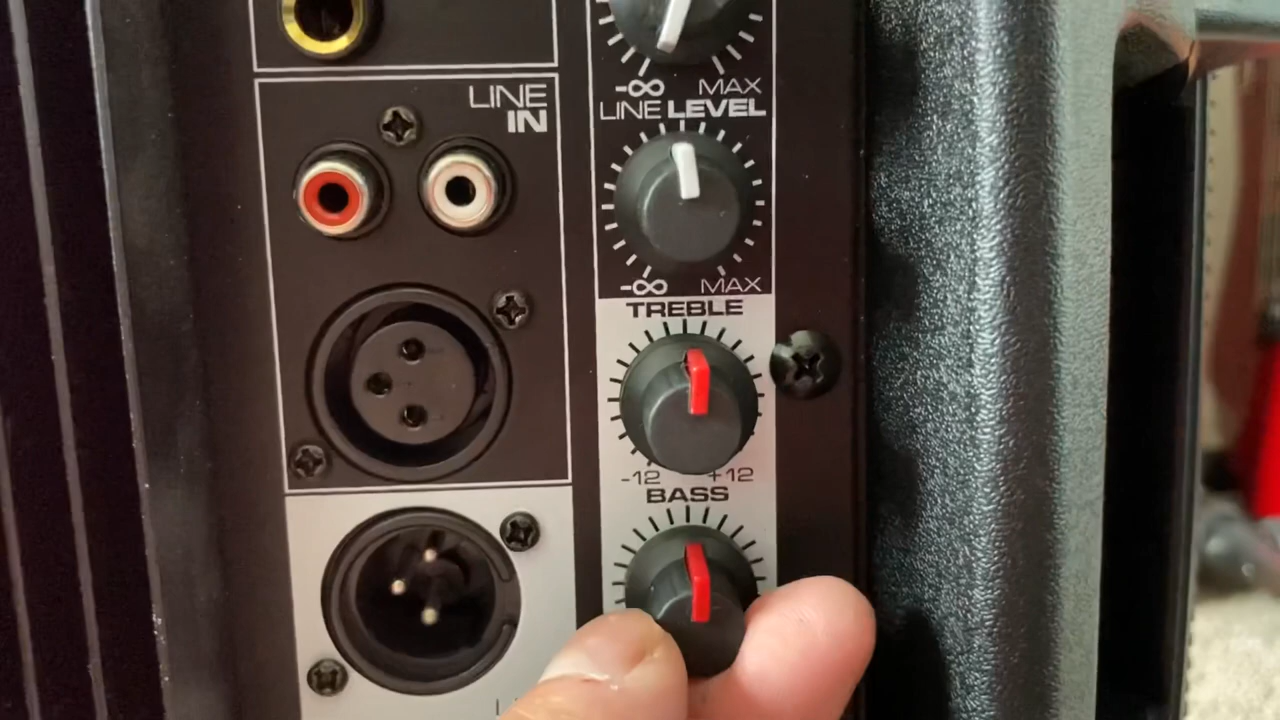 LINE
IN
-∞ MAX
LINE LEVEL
-∞ MAX
TREBLE
-12 +12
BASS